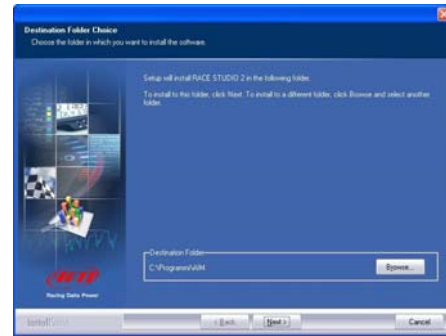 Destination Folder Choice
Choose the folder in which you want to install the software.
Setup will install RACE STUDIO 2 in the following folder.
To install to this folder, click Next. To install to a different folder, click Browse and select another
folder.
Destination Folder
C:\Programmi\AIM
Browse...
AIM
Racing Data Power
< Back
Next >
Cancel